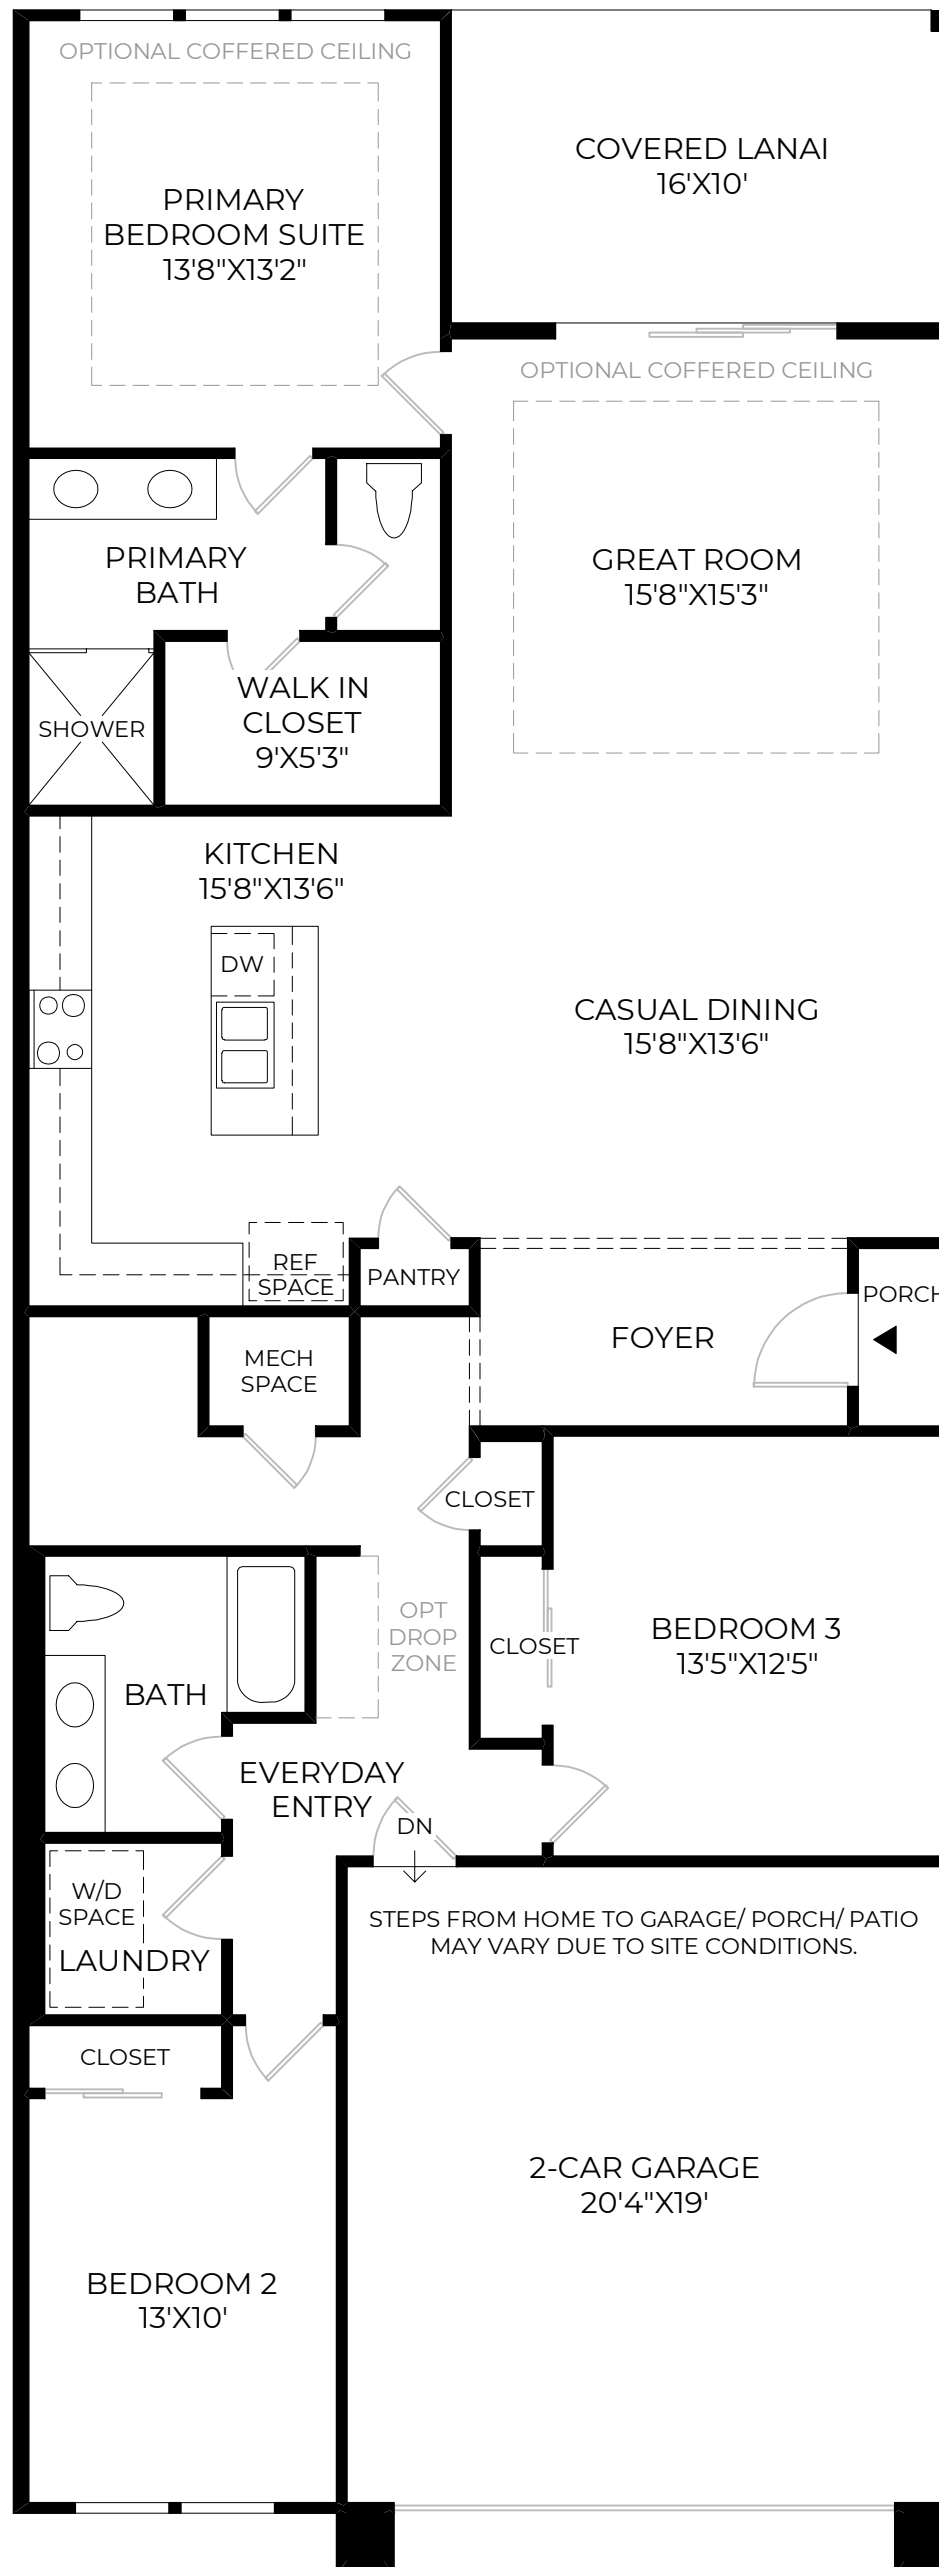 OPTIONAL COFFERED CEILING
PRIMARY
BEDROOM SUITE
13'8"X13'2"
COVERED LANAI
16'X10'
OPTIONAL COFFERED CEILING
GREAT ROOM
15'8"X15'3"
PRIMARY
BATH
WALK IN
CLOSET
9'X5'3"
SHOWER
KITCHEN
15'8"X13'6"
DW
CASUAL DINING
15'8"X13'6"
REF
SPACE
PANTRY
FOYER
PORCH
MECH
SPACE
CLOSET
OPT
DROP
ZONE
CLOSET
BEDROOM 3
13'5"X12'5"
BATH
EVERYDAY
ENTRY
DN
W/D
SPACE
LAUNDRY
STEPS FROM HOME TO GARAGE/ PORCH/ PATIO
MAY VARY DUE TO SITE CONDITIONS.
CLOSET
2-CAR GARAGE
20'4"X19'
BEDROOM 2
13'X10'